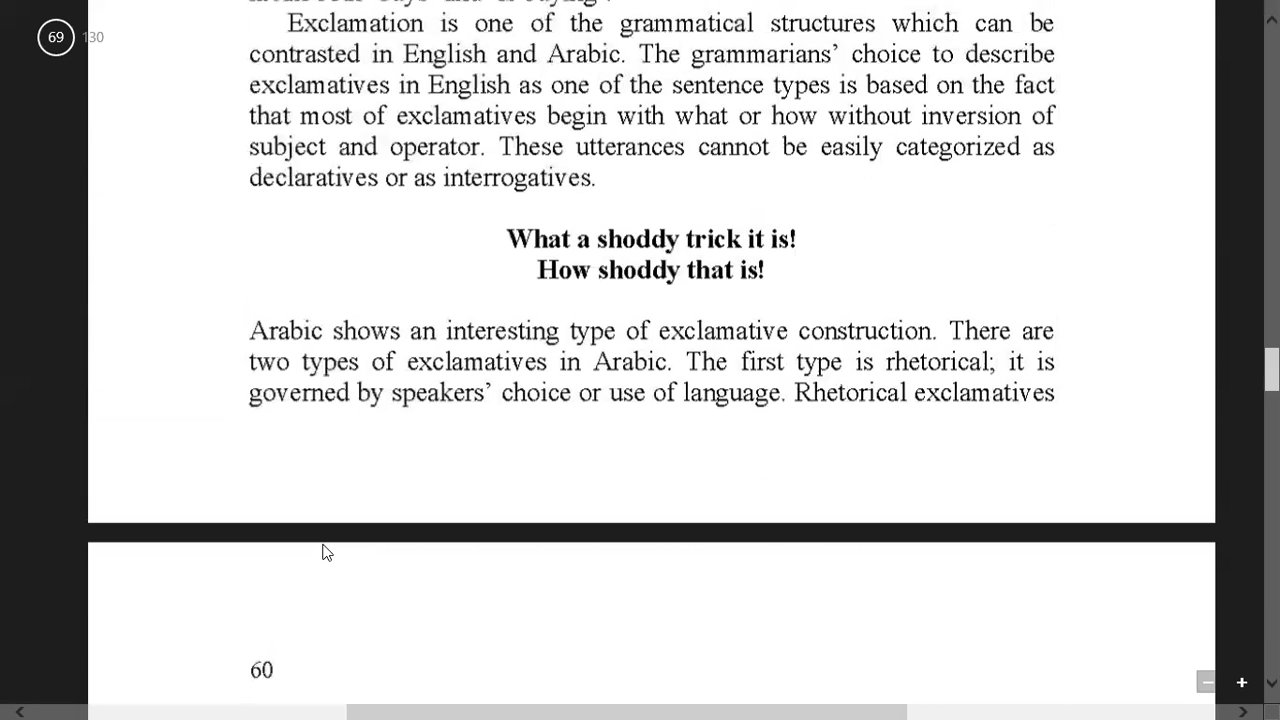 69 130
Exclamation is one of the grammatical structures which can be
contrasted in English and Arabic. The grammarians’ choice to describe
exclamatives in English as one of the sentence types is based on the fact
that most of exclamatives begin with what or how without inversion of
subject and operator. These utterances cannot be easily categorized as
declaratives or as interrogatives.
What a shoddy trick it is!
How shoddy that is!
Arabic shows an interesting type of exclamative construction. There are
two types of exclamatives in Arabic. The first type is rhetorical; it is
governed by speakers’ choice or use of language. Rhetorical exclamatives
60